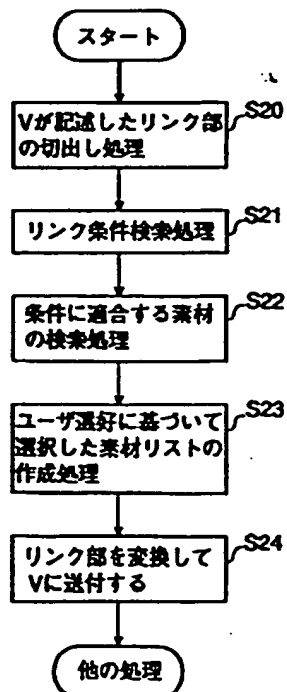 スタート
S20
Vが記述したリンク部
の切出し処理
S21
リンク条件検索処理
S22
条件に適合する素材
の検索処理
S23
ユーザ選好に基づいて
選択した素材リストの
作成処理
S24
リンク部を変換して
Vに送付する
他の処理